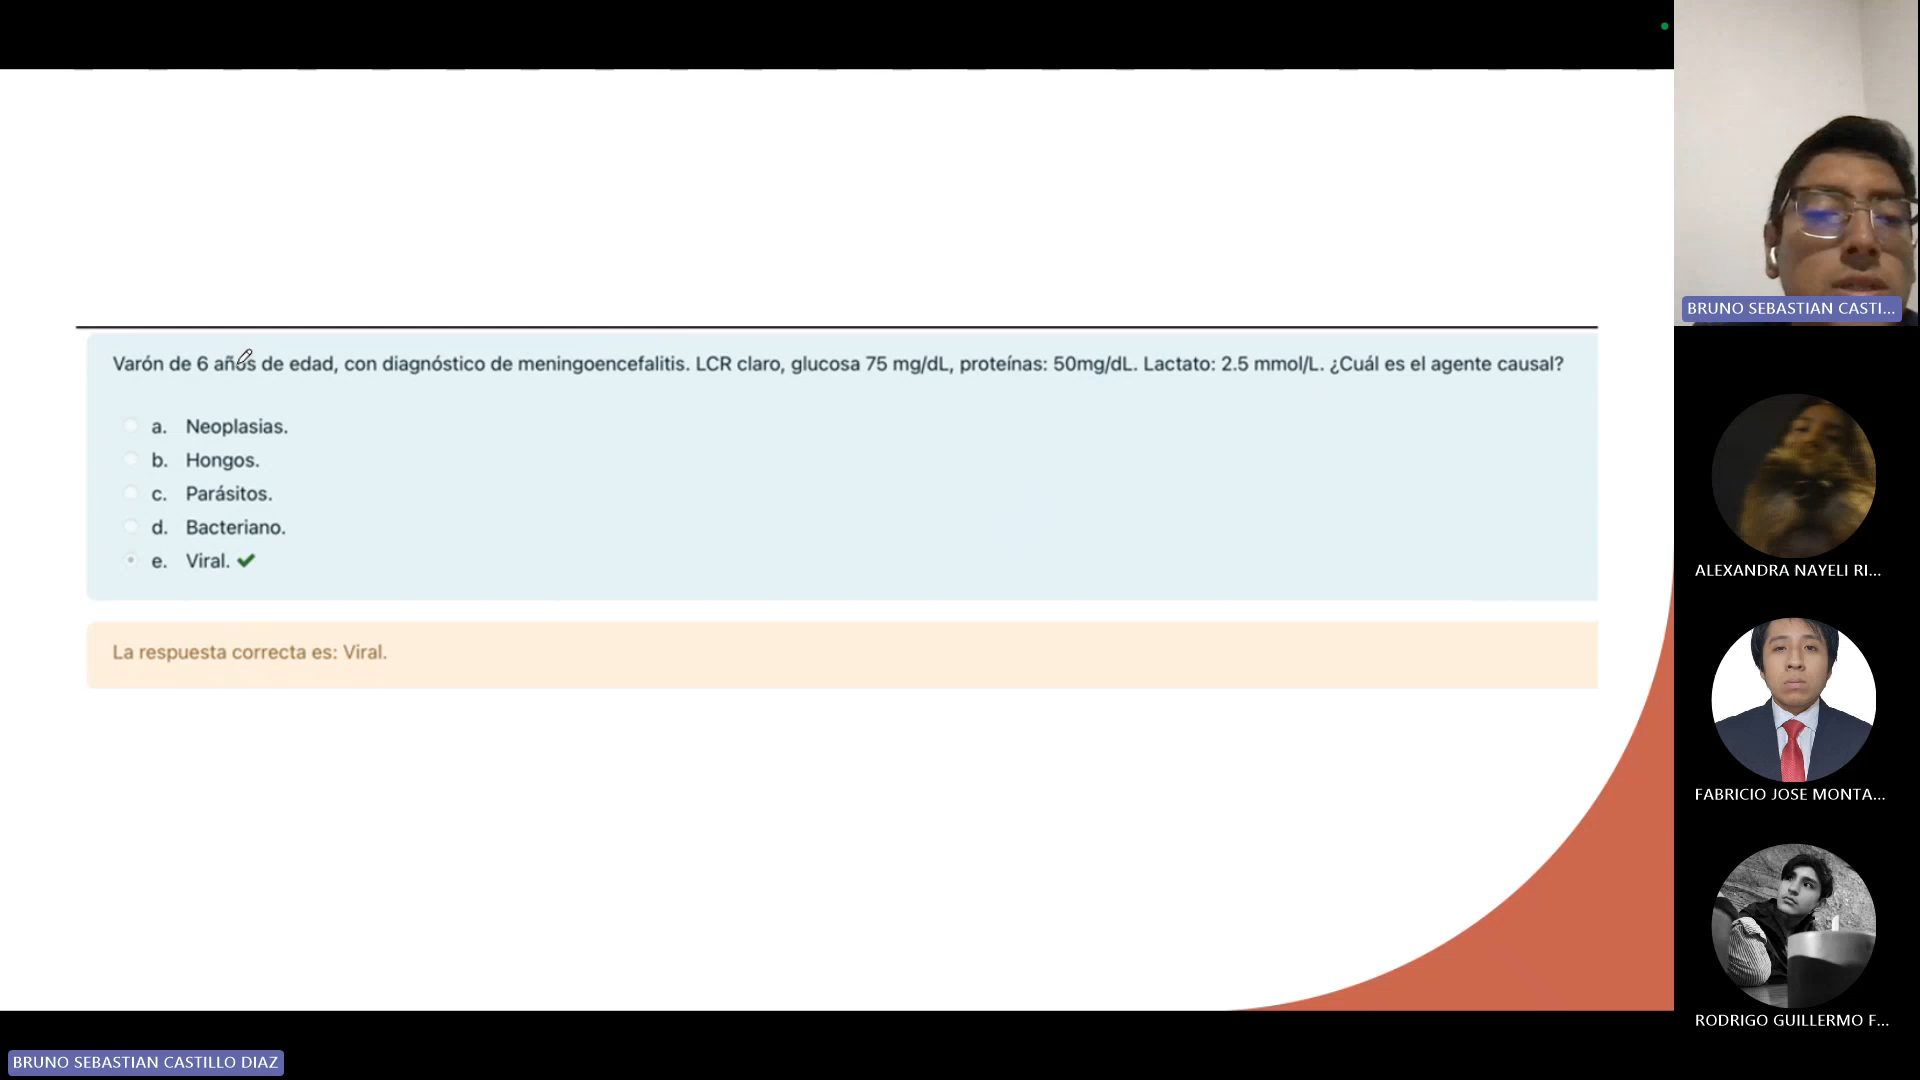 Varón de 6 años de edad, con diagnóstico de meningoencefalitis. LCR claro, glucosa 75 mg/dL, proteínas: 50mg/dL. Lactato: 2.5 mmol/L. ¿Cuál es el agente causal?
a. Neoplasias.
b. Hongos.
c. Parásitos.
d. Bacteriano.
e. Viral.
La respuesta correcta es: Viral.
BRUNO SEBASTIAN CASTI...
ALEXANDRA NAYELI RI...
FABRICIO JOSE MONTA...
RODRIGO GUILLERMO F...
BRUNO SEBASTIAN CASTILLO DIAZ